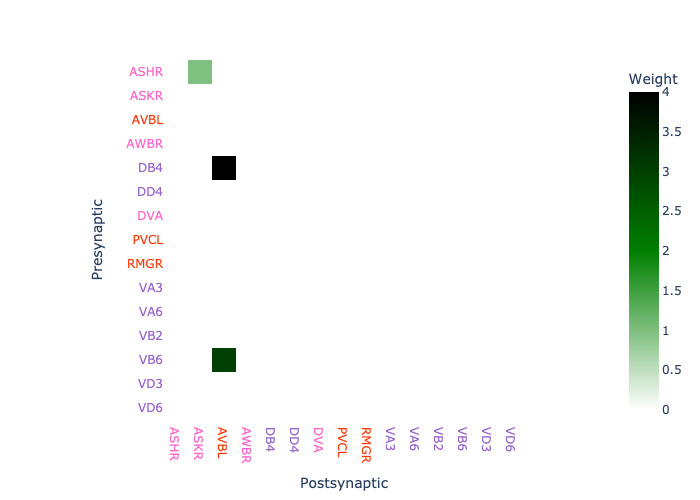 Weight
ASHR
ASKR
AVBL
AWBR
DB4
DD4
DVA
PVCL
RMGR
VA3
VA6
VB2
VB6
VD3
VD6
Presynaptic
4
3.5
3
2.5
2
1.5
1
0.5
0
ASHR
ASKR
AVBL
AWBR
DB4
DD4
DVA
PVCL
RMGR
VA3
VA6
VB2
VB6
VD3
VD6
Postsynaptic